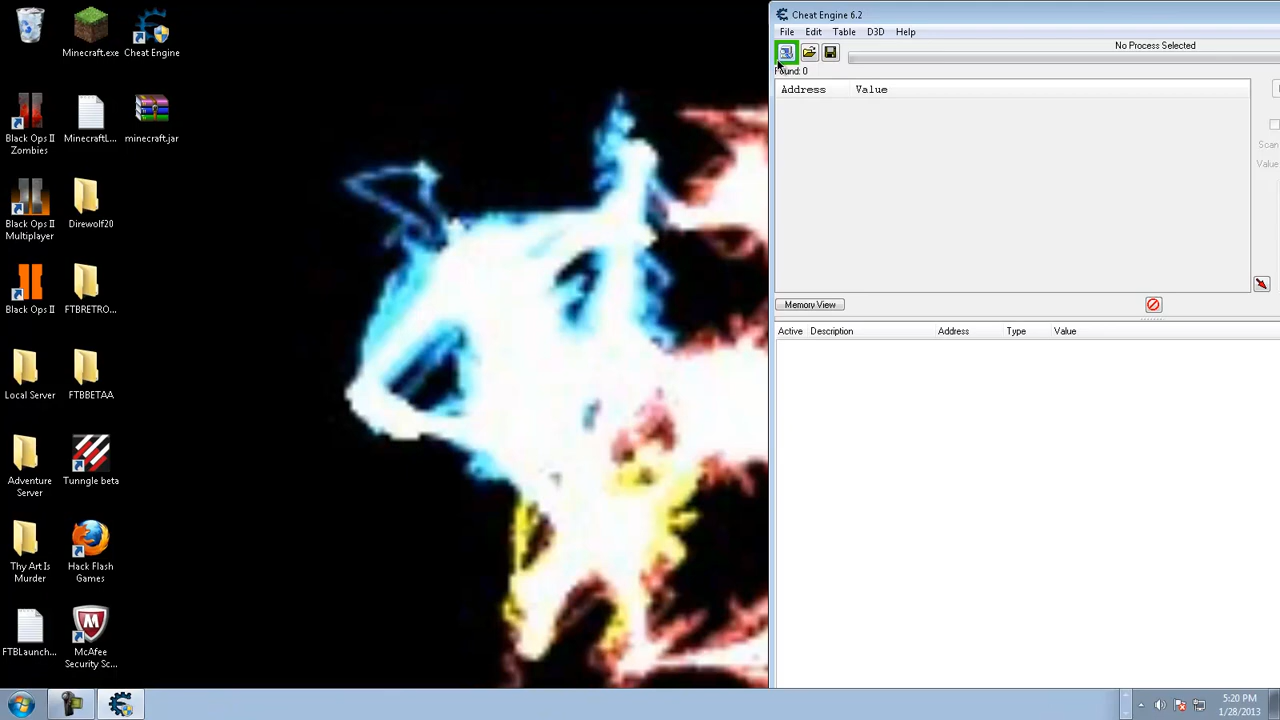 Cheat Engine 6.2
File Edit Table D3D Help
No Process Selected
Found: 0
Address Value
Scan
Value
Memory View
Active Description Address Type Value
Minecraft.exe
Cheat Engine
Black Ops II
Zombies
MinecraftL...
minecraft.jar
Black Ops II
Multiplayer
Direwolf20
Black Ops II
FTBRETRO...
Local Server
FTBBETAA
Adventure
Server
Tunngle beta
Thy Art Is
Murder
Hack Flash
Games
FTBLaunch...
McAfee
Security Sc...
5:20 PM
1/28/2013